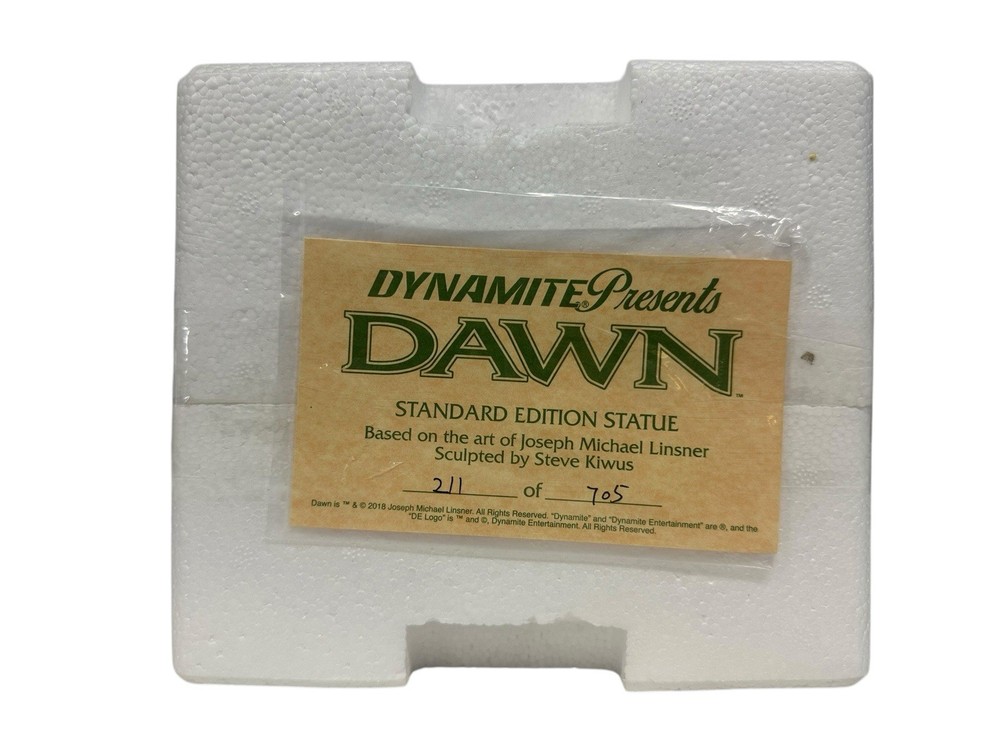 DYNAMITE® Presents
DAWN™
STANDARD EDITION STATUE
Based on the art of Joseph Michael Linsner
Sculpted by Steve Kiwus
211 of 705
Dawn is ™ & © 2018 Joseph Michael Linsner. All Rights Reserved. "Dynamite" and "Dynamite Entertainment" are ®, and the
"DE Logo" is ™ and ©, Dynamite Entertainment. All Rights Reserved.